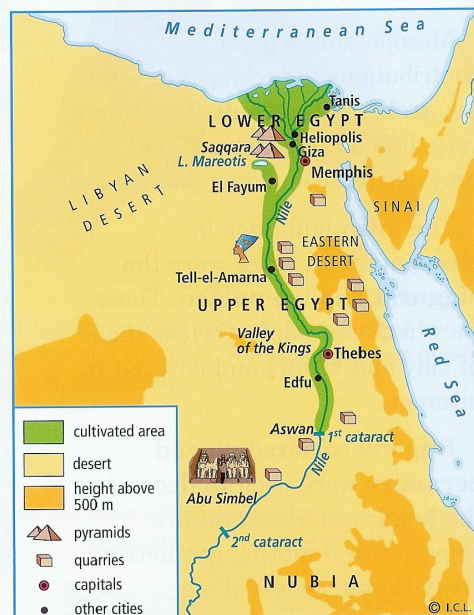 Mediterranean Sea
Tanis
LOWER EGYPT
Heliopolis
Saqqara
Giza
L. Mareotis
Memphis
El Fayum
LIBYAN
DESERT
SINAI
Nile
EASTERN
DESERT
Tell-el-Amarna
UPPER EGYPT
Valley
of the Kings
Thebes
Red Sea
Edfu
Aswan
1st cataract
Nile
Abu Simbel
2nd cataract
NUBIA
cultivated area
desert
height above
500 m
pyramids
quarries
capitals
other cities
© I.C.L.